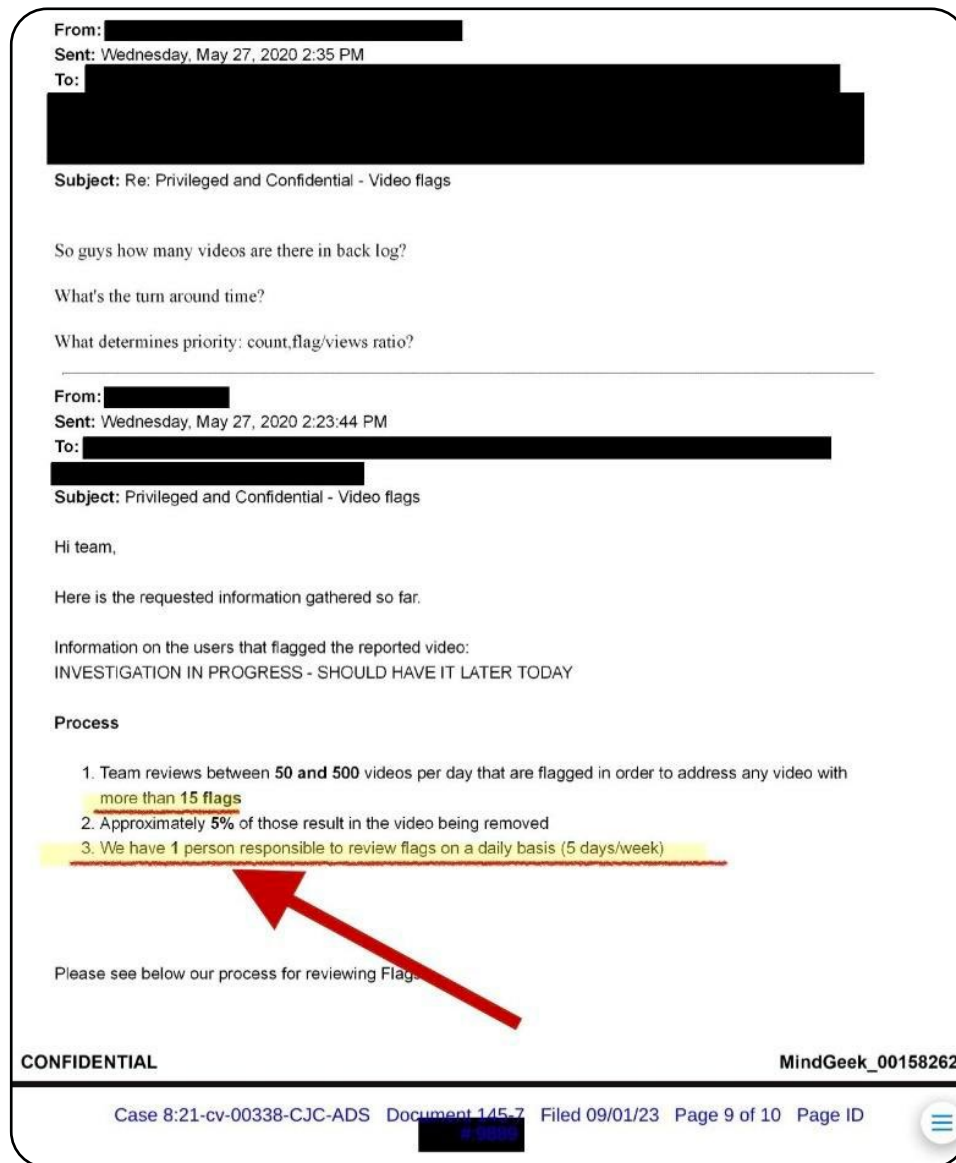 From:
Sent: Wednesday, May 27, 2020 2:35 PM
To:
Subject: Re: Privileged and Confidential - Video flags
So guys how many videos are there in back log?
What's the turn around time?
What determines priority: count,flag/views ratio?
From:
Sent: Wednesday, May 27, 2020 2:23:44 PM
To:
Subject: Privileged and Confidential - Video flags
Hi team,
Here is the requested information gathered so far.
Information on the users that flagged the reported video:
INVESTIGATION IN PROGRESS - SHOULD HAVE IT LATER TODAY
Process
1. Team reviews between 50 and 500 videos per day that are flagged in order to address any video with
more than 15 flags
2. Approximately 5% of those result in the video being removed
3. We have 1 person responsible to review flags on a daily basis (5 days/week)
Please see below our process for reviewing Flags
CONFIDENTIAL MindGeek_00158262
Case 8:21-cv-00338-CJC-ADS Document 145-7 Filed 09/01/23 Page 9 of 10 Page ID
#:9889